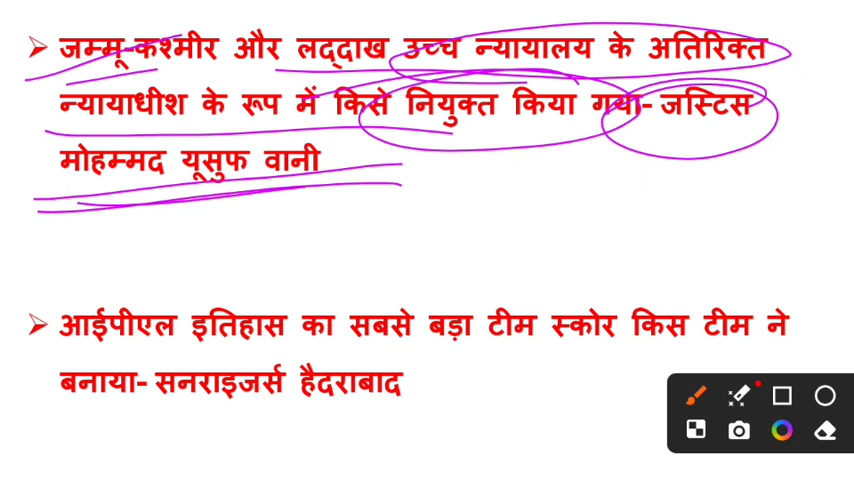 जम्मू-कश्मीर और लद्दाख उच्च न्यायालय के अतिरिक्त
न्यायाधीश के रूप में किसे नियुक्त किया गया- जस्टिस
मोहम्मद यूसुफ वानी
आईपीएल इतिहास का सबसे बड़ा टीम स्कोर किस टीम ने
बनाया- सनराइजर्स हैदराबाद